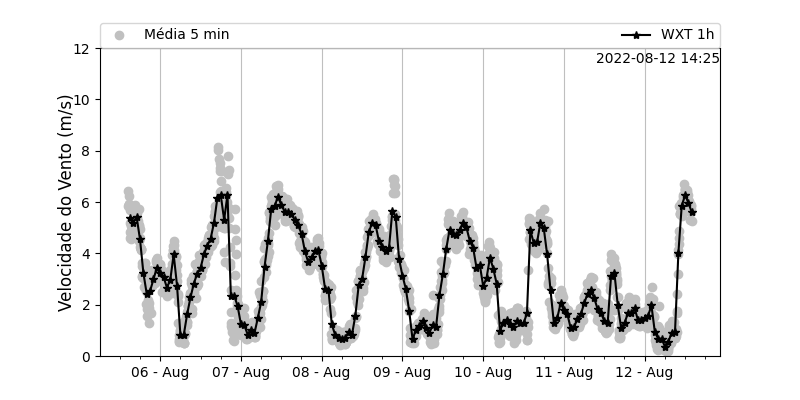 Média 5 min
WXT 1h
2022-08-12 14:25
Velocidade do Vento (m/s)
12
10
8
6
4
2
0
06 - Aug
07 - Aug
08 - Aug
09 - Aug
10 - Aug
11 - Aug
12 - Aug